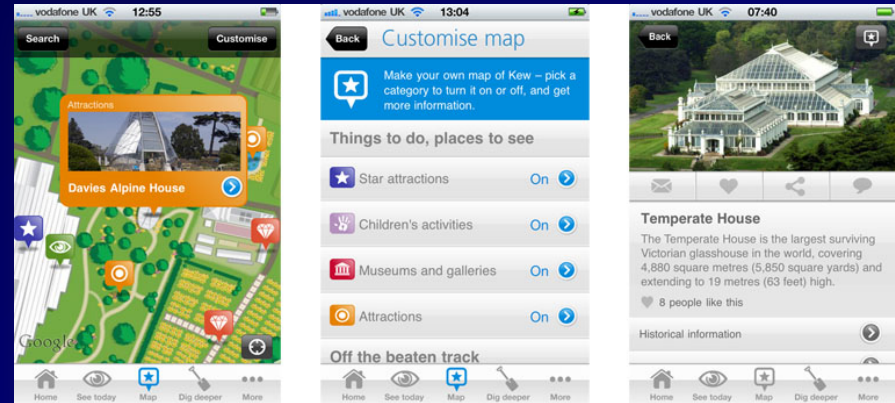 vodafone UK 12:55
Search Customise
Attractions
Davies Alpine House
Google
Home See today Map Dig deeper More
vodafone UK 13:04
Back Customise map
Make your own map of Kew – pick a
category to turn it on or off, and get
more information.
Things to do, places to see
Star attractions On
Children's activities On
Museums and galleries On
Attractions On
Off the beaten track
Home See today Map Dig deeper More
vodafone UK 07:40
Back
Temperate House
The Temperate House is the largest surviving
Victorian glasshouse in the world, covering
4,880 square metres (5,850 square yards) and
extending to 19 metres (63 feet) high.
8 people like this
Historical information
Home See today Map Dig deeper More